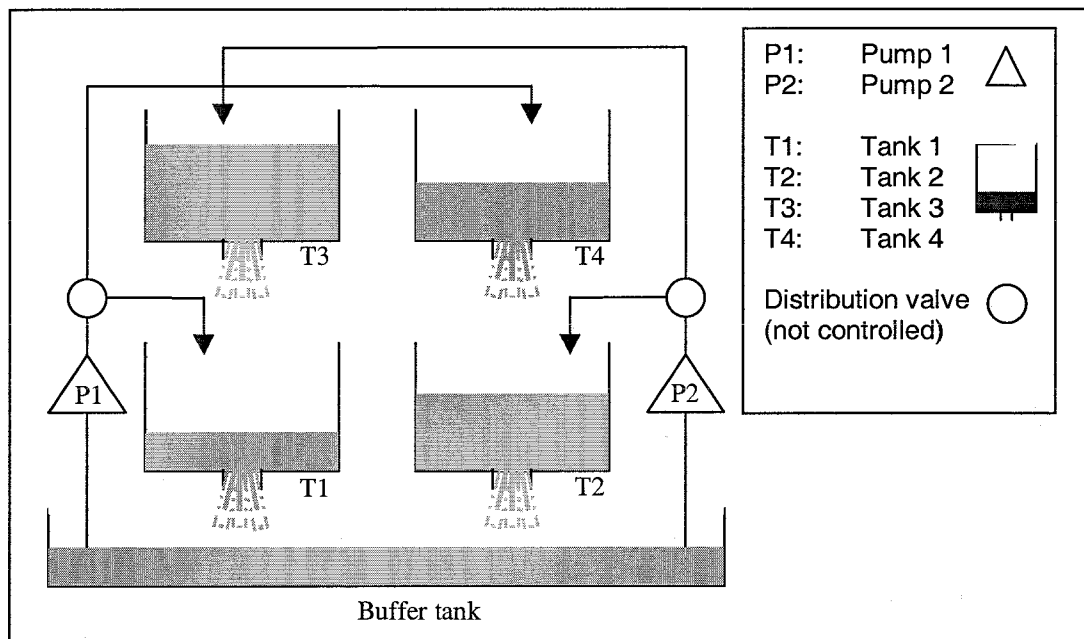 T3
T4
P1
P2
T1
T2
Buffer tank
P1: Pump 1
P2: Pump 2
T1: Tank 1
T2: Tank 2
T3: Tank 3
T4: Tank 4
Distribution valve
(not controlled)